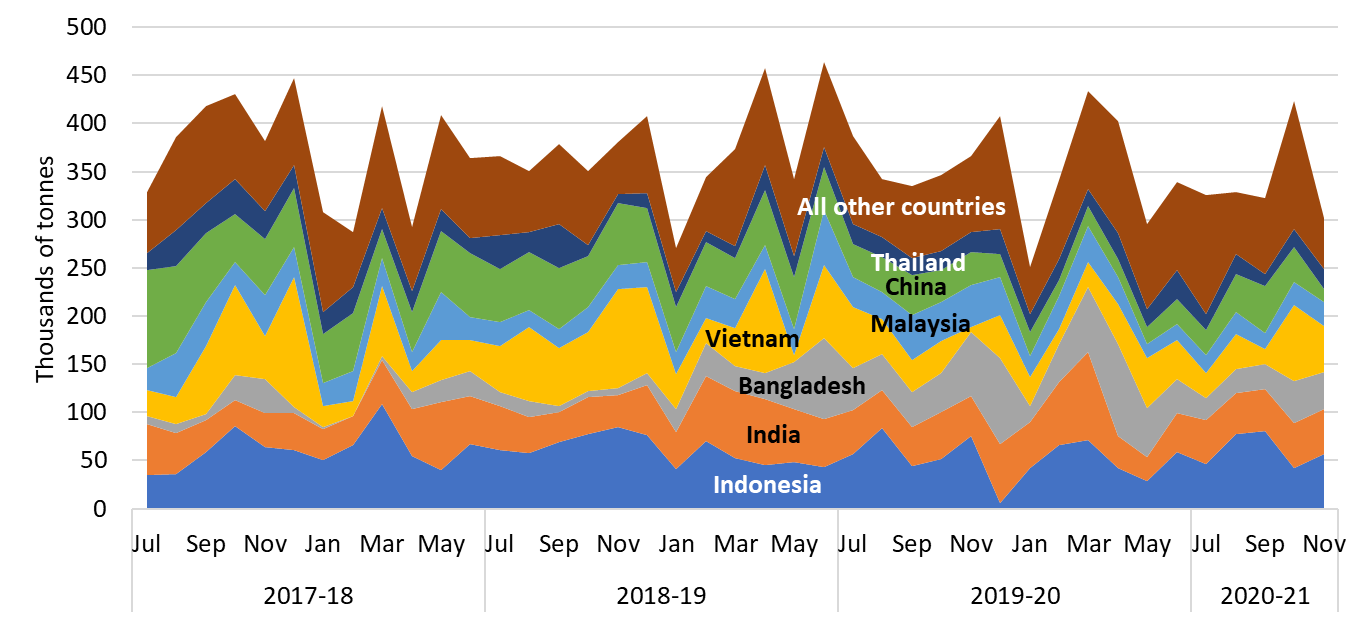 500
450
400
350
300
250
200
150
100
50
0
Thousands of tonnes
All other countries
Thailand
China
Malaysia
Vietnam
Bangladesh
India
Indonesia
Jul Sep Nov Jan Mar May Jul Sep Nov Jan Mar May Jul Sep Nov Jan Mar May Jul Sep Nov
2017-18 2018-19 2019-20 2020-21